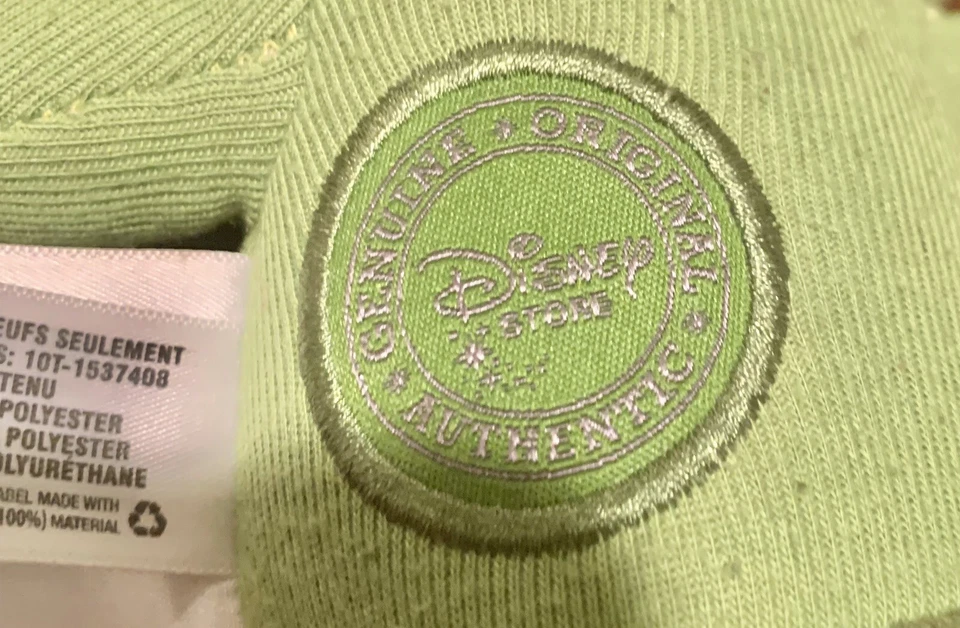 EUFS SEULEMENT
S: 10T-1537408
TENU
POLYESTER
POLYESTER
OLYURÉTHANE
ABEL MADE WITH
100%) MATERIAL
GENUINE ORIGINAL
AUTHENTIC
Disney
STORE